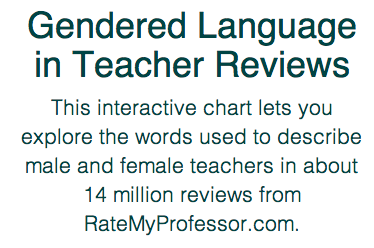 Gendered Language
in Teacher Reviews
This interactive chart lets you
explore the words used to describe
male and female teachers in about
14 million reviews from
RateMyProfessor.com.